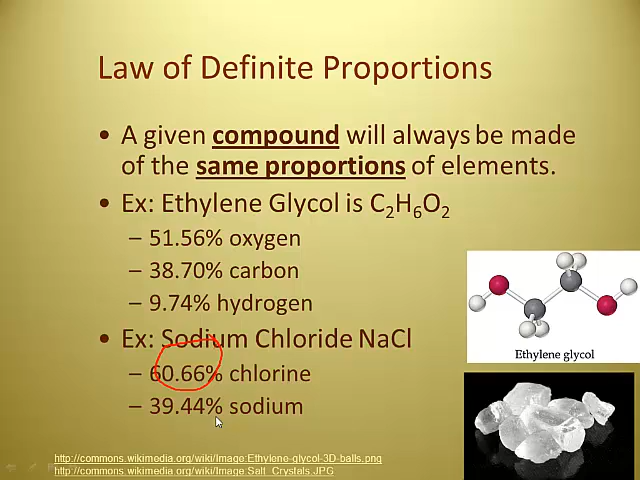 Law of Definite Proportions
• A given compound will always be made
of the same proportions of elements.
• Ex: Ethylene Glycol is C₂H₆O₂
– 51.56% oxygen
– 38.70% carbon
– 9.74% hydrogen
• Ex: Sodium Chloride NaCl
– 60.66% chlorine
– 39.44% sodium
Ethylene glycol
http://commons.wikimedia.org/wiki/Image:Ethylene-glycol-3D-balls.png
http://commons.wikimedia.org/wiki/Image:Salt_Crystals.JPG